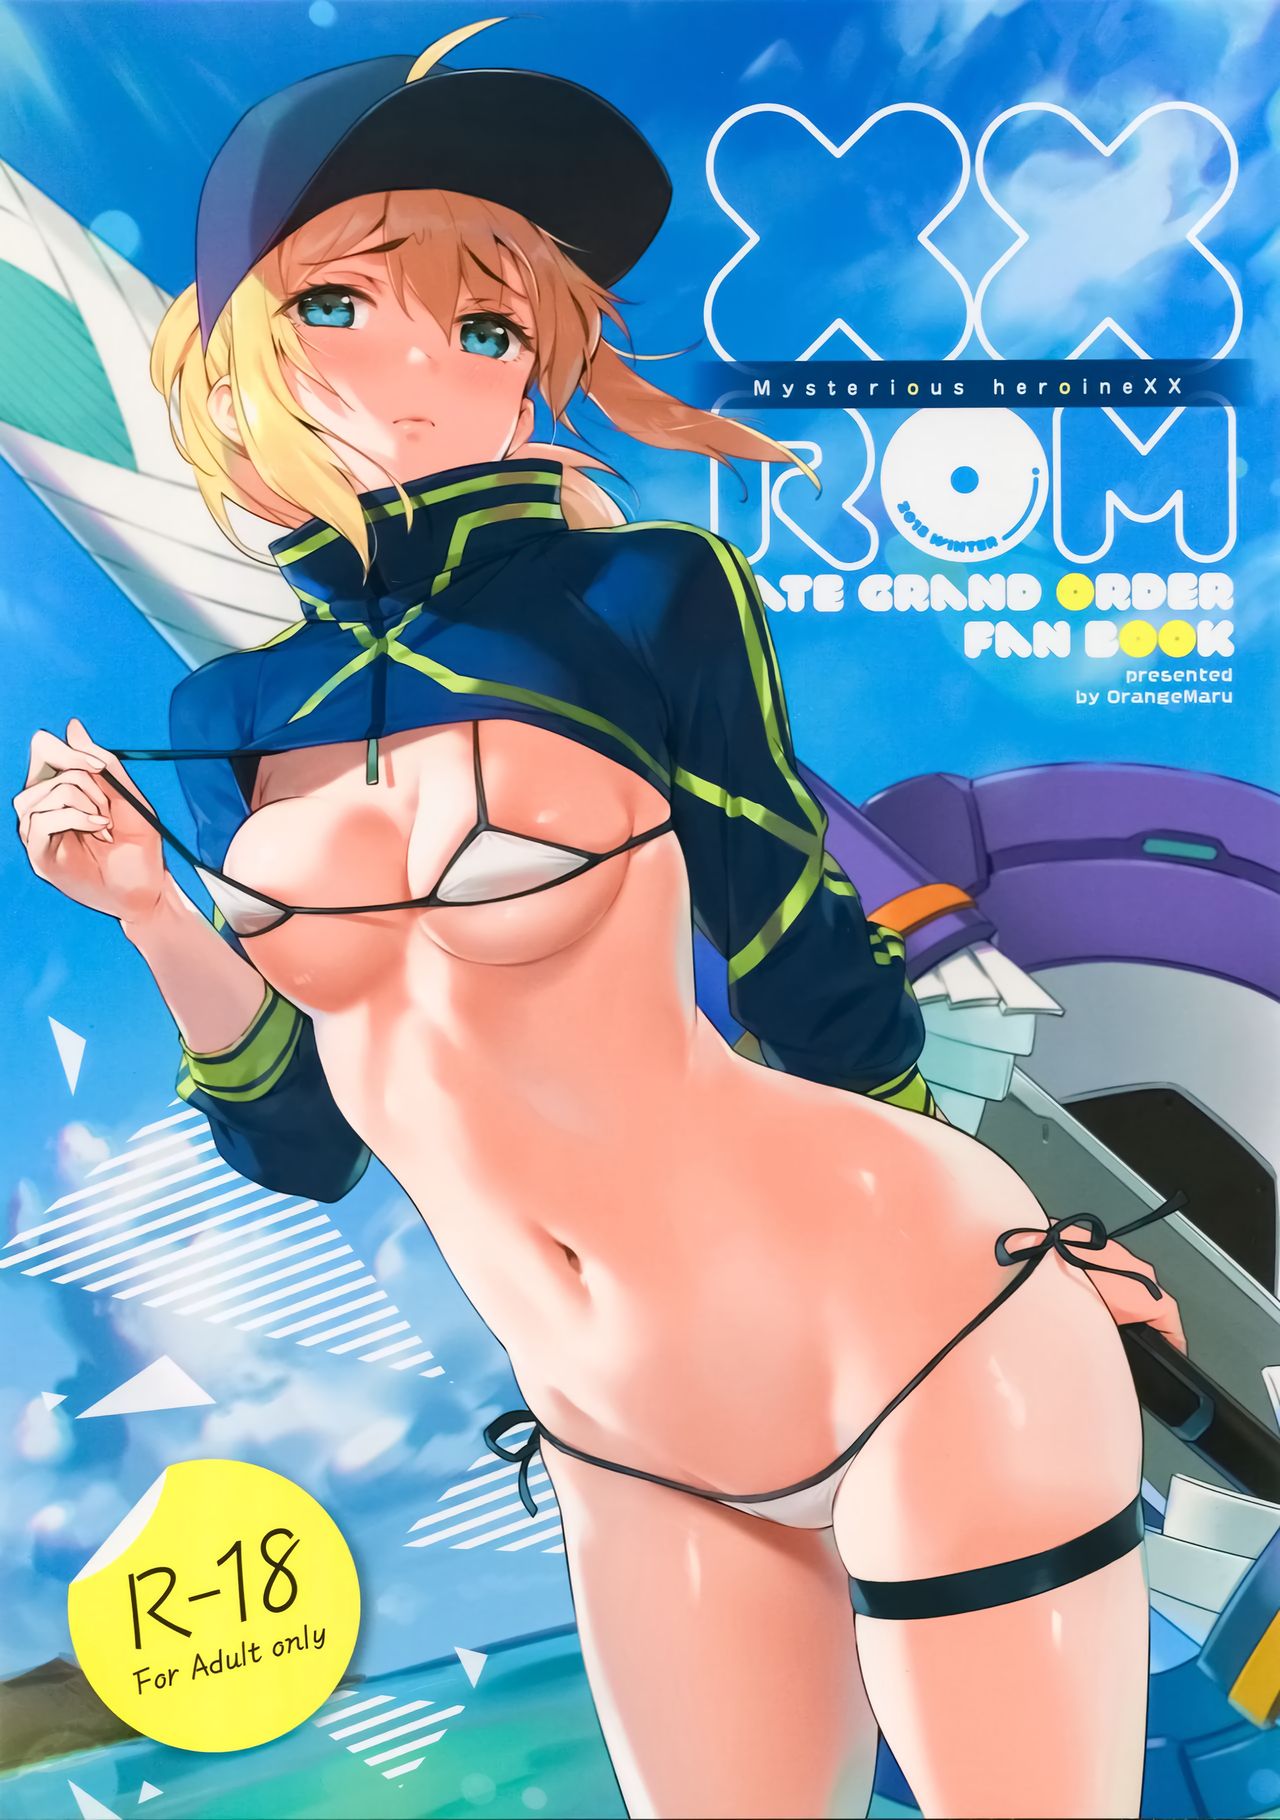 XX
Mysterious heroineXX
ROM
2018 WINTER
ATE GRAND ORDER
FAN BOOK
presented
by OrangeMaru
R-18
For Adult only